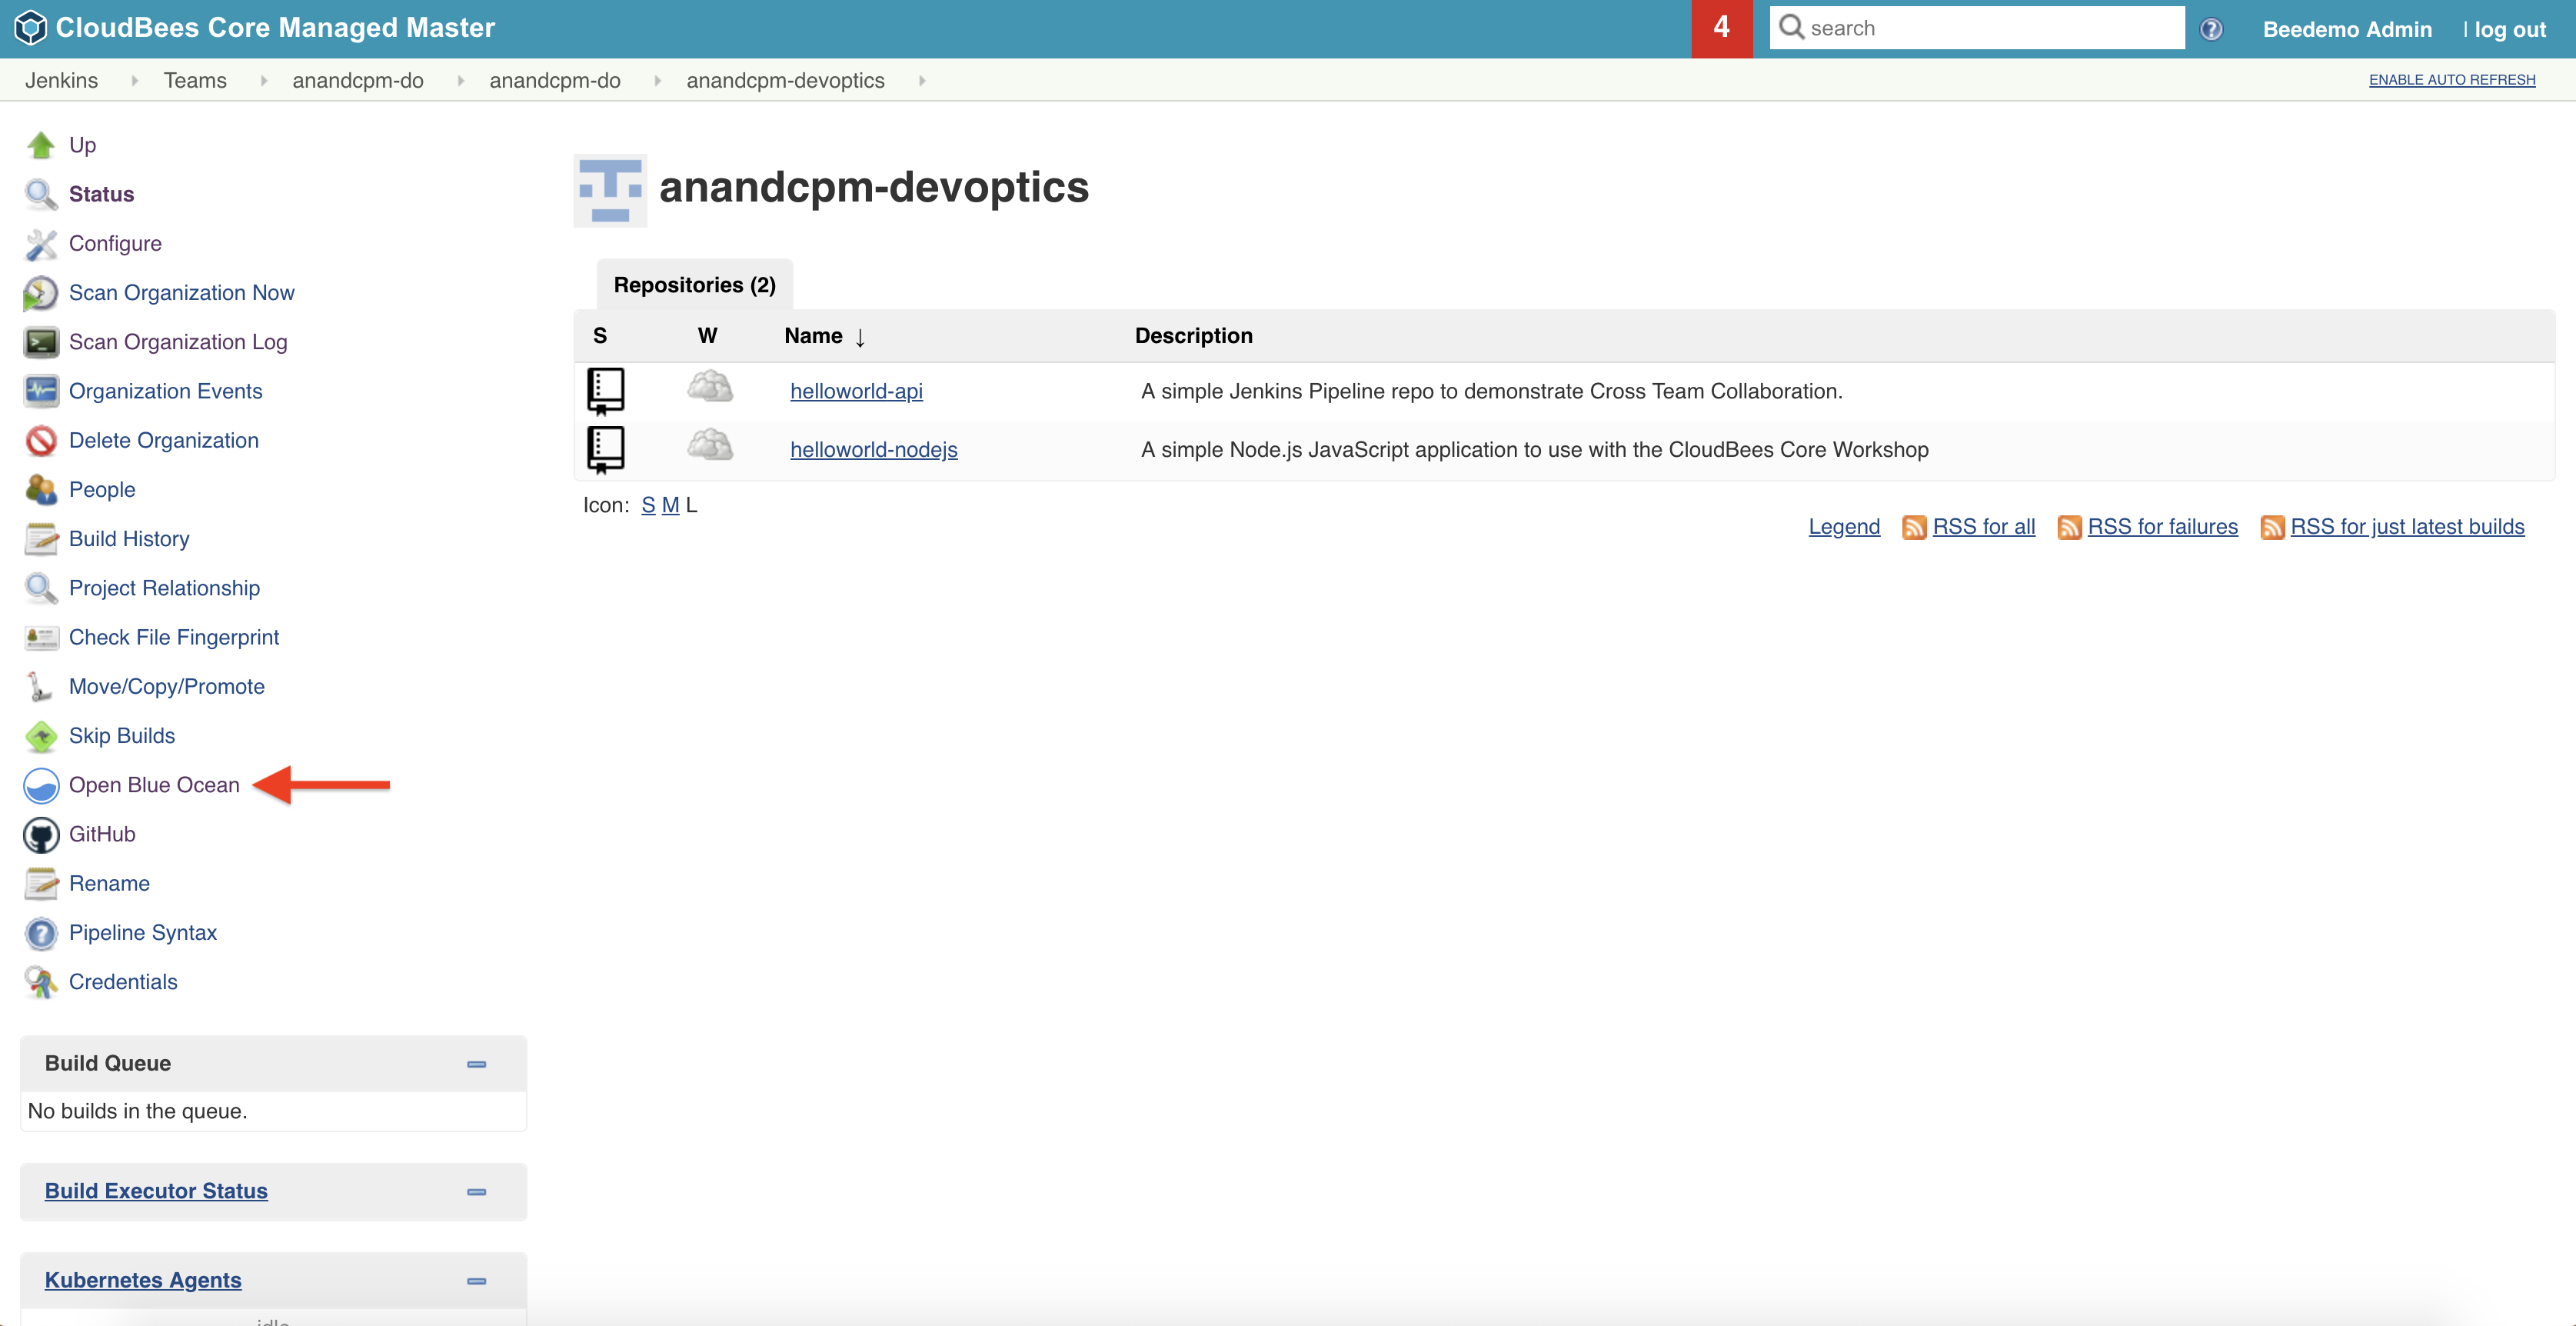 CloudBees Core Managed Master
4
search
Beedemo Admin
| log out
Jenkins
Teams
anandcpm-do
anandcpm-do
anandcpm-devoptics
ENABLE AUTO REFRESH
Up
Status
Configure
Scan Organization Now
Scan Organization Log
Organization Events
Delete Organization
People
Build History
Project Relationship
Check File Fingerprint
Move/Copy/Promote
Skip Builds
Open Blue Ocean
GitHub
Rename
Pipeline Syntax
Credentials
Build Queue
No builds in the queue.
Build Executor Status
Kubernetes Agents
idle
anandcpm-devoptics
Repositories (2)
S W Name ↓ Description
helloworld-api A simple Jenkins Pipeline repo to demonstrate Cross Team Collaboration.
helloworld-nodejs A simple Node.js JavaScript application to use with the CloudBees Core Workshop
Icon: S M L
Legend RSS for all RSS for failures RSS for just latest builds